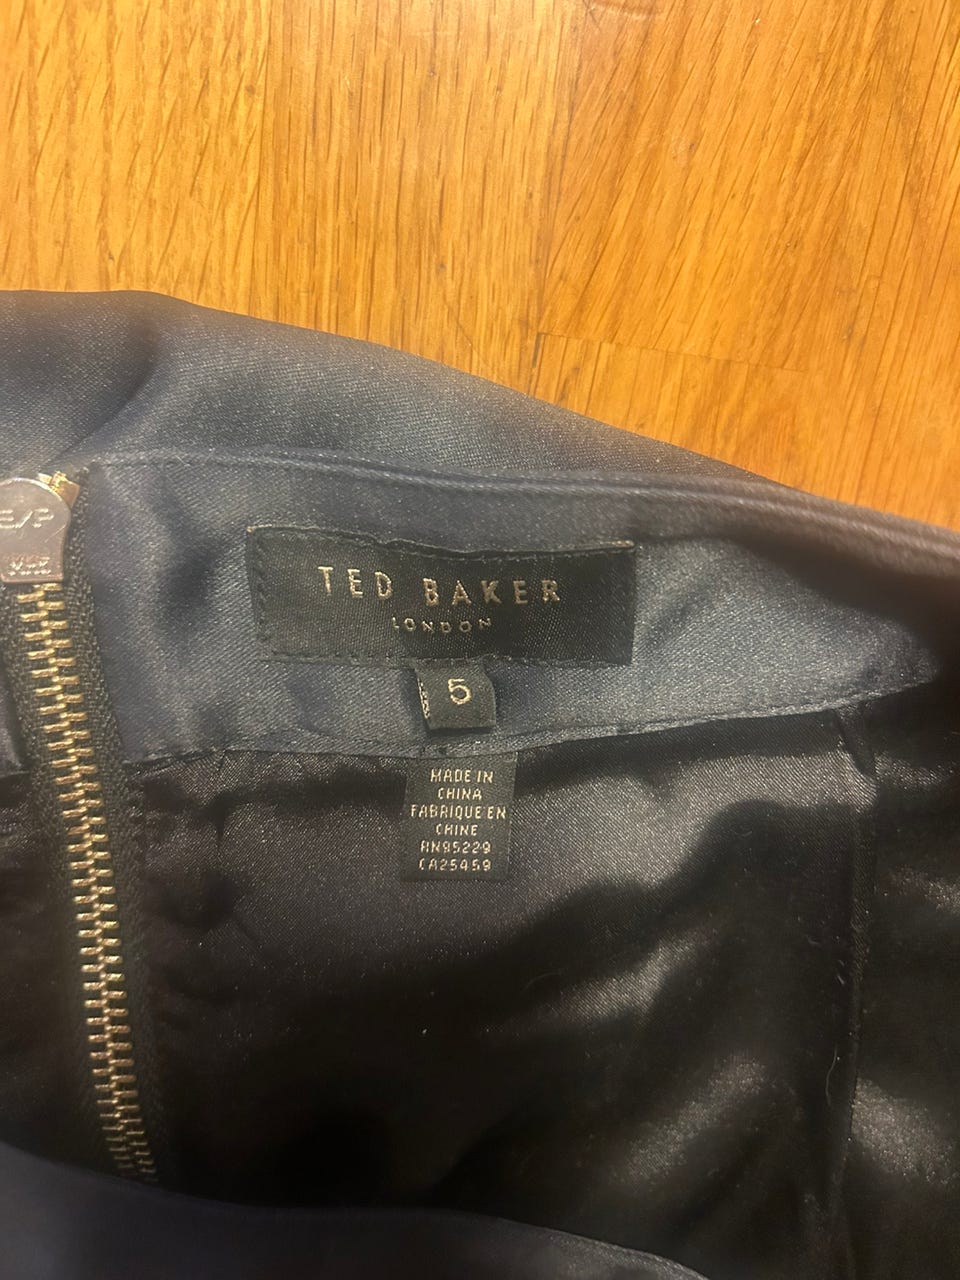 TED BAKER
LONDON
5
MADE IN
CHINA
FABRIQUE EN
CHINE
RN95229
CA25459